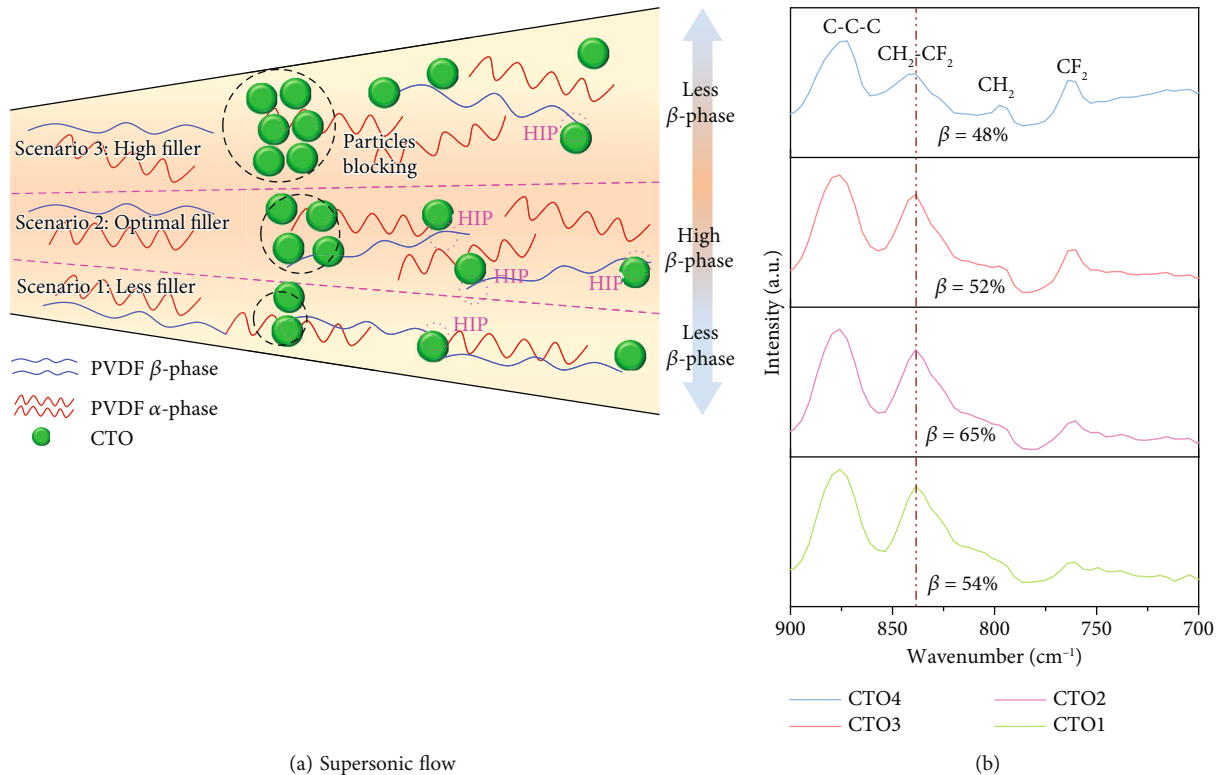 Scenario 3: High filler
Particles
blocking
HIP
Scenario 2: Optimal filler
HIP
HIP
HIP
Scenario 1: Less filler
HIP
Less
β-phase
High
β-phase
Less
β-phase
PVDF β-phase
PVDF α-phase
CTO
(a) Supersonic flow
C-C-C
CH₂-CF₂
CH₂
CF₂
β = 48%
β = 52%
β = 65%
β = 54%
Intensity (a.u.)
900 850 800 750 700
Wavenumber (cm⁻¹)
CTO4 CTO2
CTO3 CTO1
(b)